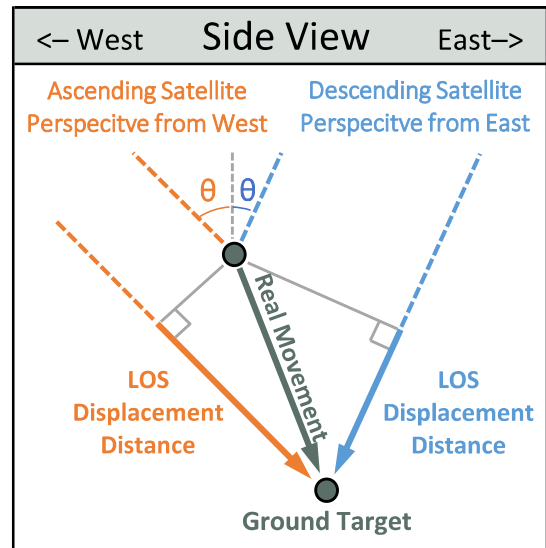 <– West Side View East–>
Ascending Satellite
Perspecitve from West
Descending Satellite
Perspecitve from East
θ θ
Real Movement
LOS
Displacement
Distance
LOS
Displacement
Distance
Ground Target